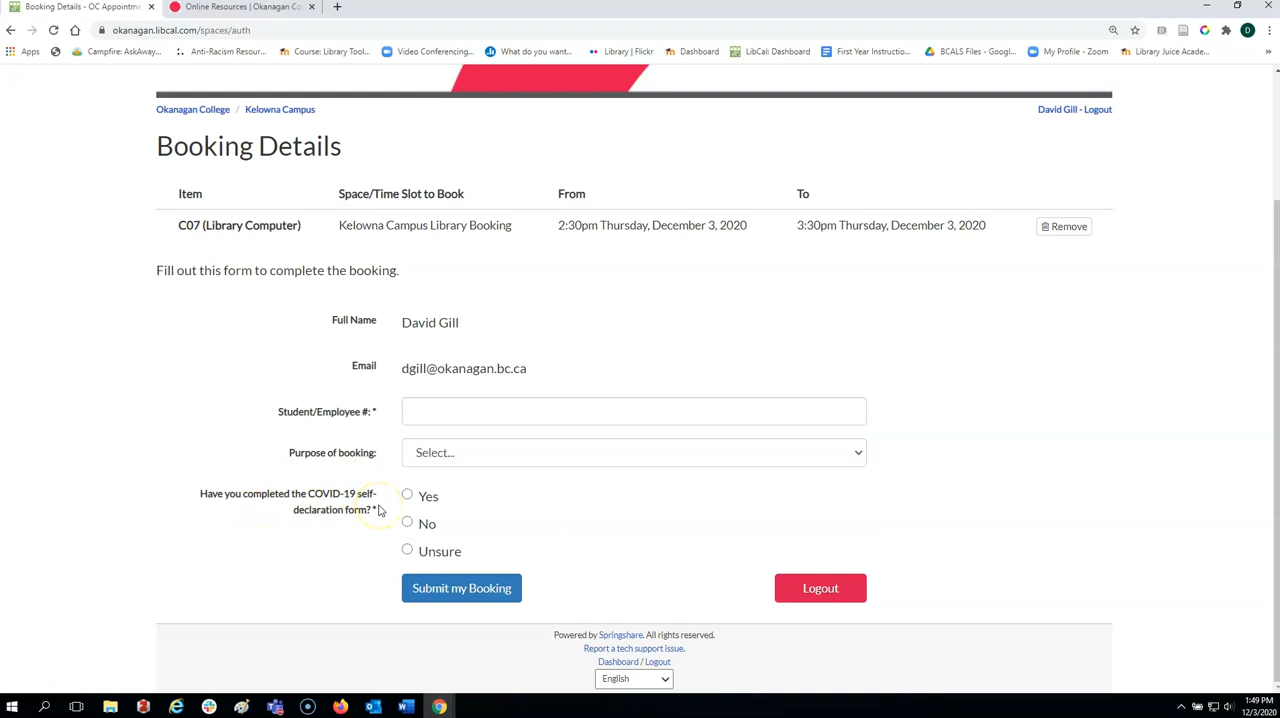 Booking Details - OC Appointmen
Online Resources | Okanagan Co
okanagan.libcal.com/spaces/auth
D
Apps
Campfire: AskAway...
Anti-Racism Resour...
Course: Library Tool...
Video Conferencing...
What do you want...
Library | Flickr
Dashboard
LibCal: Dashboard
First Year Instructio...
BCALS Files - Googl...
My Profile - Zoom
Library Juice Acade...
»
Okanagan College / Kelowna Campus
David Gill - Logout
Booking Details
Item Space/Time Slot to Book From To
C07 (Library Computer) Kelowna Campus Library Booking 2:30pm Thursday, December 3, 2020 3:30pm Thursday, December 3, 2020 Remove
Fill out this form to complete the booking.
Full Name David Gill
Email dgill@okanagan.bc.ca
Student/Employee #: *
Purpose of booking: Select...
Have you completed the COVID-19 self-
declaration form? *
Yes
No
Unsure
Submit my Booking Logout
Powered by Springshare. All rights reserved.
Report a tech support issue.
Dashboard / Logout
English
1:49 PM
12/3/2020